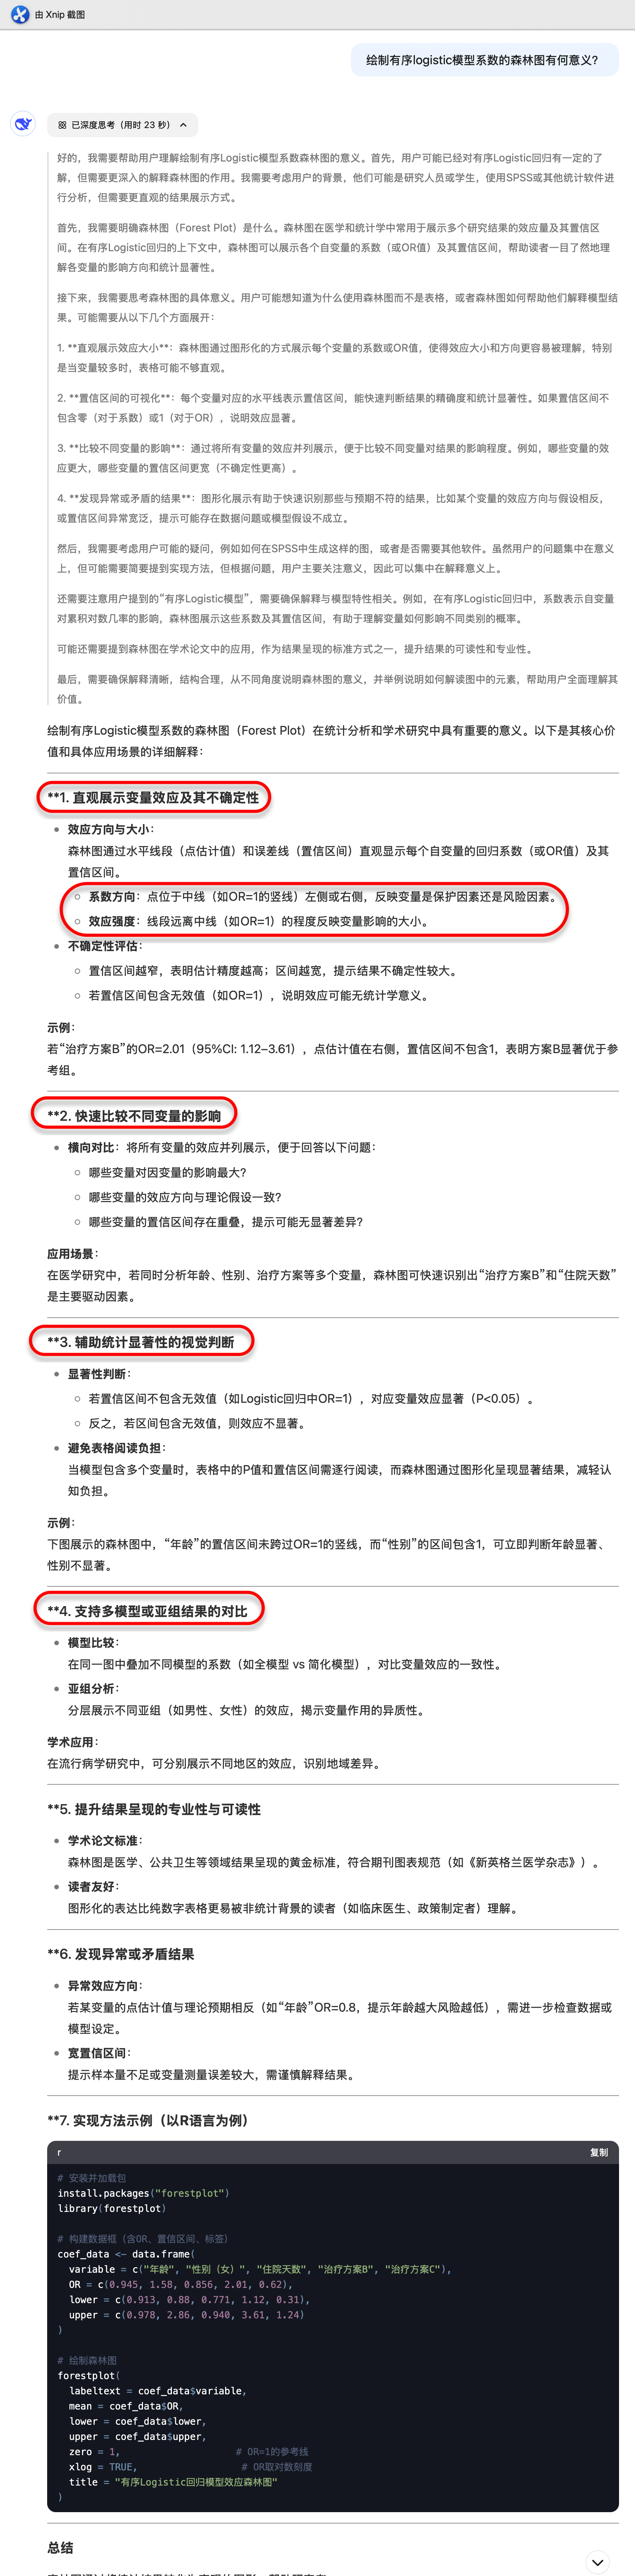 由 Xnip 截图
绘制有序logistic模型系数的森林图有何意义?
已深度思考（用时 23 秒）
好的，我需要帮助用户理解绘制有序Logistic模型系数森林图的意义。首先，用户可能已经对有序Logistic回归有一定的了
解，但需要更深入的解释森林图的作用。我需要考虑用户的背景，他们可能是研究人员或学生，使用SPSS或其他统计软件进
行分析，但需要更直观的结果展示方式。
首先，我需要明确森林图（Forest Plot）是什么。森林图在医学和统计学中常用于展示多个研究结果的效应量及其置信区
间。在有序Logistic回归的上下文中，森林图可以展示各个自变量的系数（或OR值）及其置信区间，帮助读者一目了然地理
解各变量的影响方向和统计显著性。
接下来，我需要思考森林图的具体意义。用户可能想知道为什么使用森林图而不是表格，或者森林图如何帮助他们解释模型结
果。可能需要从以下几个方面展开：
1. **直观展示效应大小**：森林图通过图形化的方式展示每个变量的系数或OR值，使得效应大小和方向更容易被理解，特别
是当变量较多时，表格可能不够直观。
2. **置信区间的可视化**：每个变量对应的水平线表示置信区间，能快速判断结果的精确度和统计显著性。如果置信区间不
包含零（对于系数）或1（对于OR），说明效应显著。
3. **比较不同变量的影响**：通过将所有变量的效应并列展示，便于比较不同变量对结果的影响程度。例如，哪些变量的效
应更大，哪些变量的置信区间更宽（不确定性更高）。
4. **发现异常或矛盾的结果**：图形化展示有助于快速识别那些与预期不符的结果，比如某个变量的效应方向与假设相反，
或置信区间异常宽泛，提示可能存在数据问题或模型假设不成立。
然后，我需要考虑用户可能的疑问，例如如何在SPSS中生成这样的图，或者是否需要其他软件。虽然用户的问题集中在意义
上，但可能需要简要提到实现方法，但根据问题，用户主要关注意义，因此可以集中在解释意义上。
还需要注意用户提到的“有序Logistic模型”，需要确保解释与模型特性相关。例如，在有序Logistic回归中，系数表示自变量
对累积对数几率的影响，森林图展示这些系数及其置信区间，有助于理解变量如何影响不同类别的概率。
可能还需要提到森林图在学术论文中的应用，作为结果呈现的标准方式之一，提升结果的可读性和专业性。
最后，需要确保解释清晰，结构合理，从不同角度说明森林图的意义，并举例说明如何解读图中的元素，帮助用户全面理解其
价值。
绘制有序Logistic模型系数的森林图（Forest Plot）在统计分析和学术研究中具有重要的意义。以下是其核心价
值和具体应用场景的详细解释：
**1. 直观展示变量效应及其不确定性
效应方向与大小：
森林图通过水平线段（点估计值）和误差线（置信区间）直观显示每个自变量的回归系数（或OR值）及其
置信区间。
系数方向：点位于中线（如OR=1的竖线）左侧或右侧，反映变量是保护因素还是风险因素。
效应强度：线段远离中线（如OR=1）的程度反映变量影响的大小。
不确定性评估：
置信区间越窄，表明估计精度越高；区间越宽，提示结果不确定性较大。
若置信区间包含无效值（如OR=1），说明效应可能无统计学意义。
示例：
若“治疗方案B”的OR=2.01（95%CI: 1.12–3.61），点估计值在右侧，置信区间不包含1，表明方案B显著优于参
考组。
**2. 快速比较不同变量的影响
横向对比：将所有变量的效应并列展示，便于回答以下问题：
哪些变量对因变量的影响最大?
哪些变量的效应方向与理论假设一致?
哪些变量的置信区间存在重叠，提示可能无显著差异?
应用场景：
在医学研究中，若同时分析年龄、性别、治疗方案等多个变量，森林图可快速识别出“治疗方案B”和“住院天数”
是主要驱动因素。
**3. 辅助统计显著性的视觉判断
显著性判断：
若置信区间不包含无效值（如Logistic回归中OR=1），对应变量效应显著（P<0.05）。
反之，若区间包含无效值，则效应不显著。
避免表格阅读负担：
当模型包含多个变量时，表格中的P值和置信区间需逐行阅读，而森林图通过图形化呈现显著结果，减轻认
知负担。
示例：
下图展示的森林图中，“年龄”的置信区间未跨过OR=1的竖线，而“性别”的区间包含1，可立即判断年龄显著、
性别不显著。
**4. 支持多模型或亚组结果的对比
模型比较：
在同一图中叠加不同模型的系数（如全模型 vs 简化模型），对比变量效应的一致性。
亚组分析：
分层展示不同亚组（如男性、女性）的效应，揭示变量作用的异质性。
学术应用：
在流行病学研究中，可分别展示不同地区的效应，识别地域差异。
**5. 提升结果呈现的专业性与可读性
学术论文标准：
森林图是医学、公共卫生等领域结果呈现的黄金标准，符合期刊图表规范（如《新英格兰医学杂志》）。
读者友好：
图形化的表达比纯数字表格更易被非统计背景的读者（如临床医生、政策制定者）理解。
**6. 发现异常或矛盾结果
异常效应方向：
若某变量的点估计值与理论预期相反（如“年龄”OR=0.8，提示年龄越大风险越低），需进一步检查数据或
模型设定。
宽置信区间：
提示样本量不足或变量测量误差较大，需谨慎解释结果。
**7. 实现方法示例（以R语言为例）
r 复制
# 安装并加载包
install.packages("forestplot")
library(forestplot)
# 构建数据框（含OR、置信区间、标签）
coef_data <- data.frame(
variable = c("年龄", "性别（女）", "住院天数", "治疗方案B", "治疗方案C"),
OR = c(0.945, 1.58, 0.856, 2.01, 0.62),
lower = c(0.913, 0.88, 0.771, 1.12, 0.31),
upper = c(0.978, 2.86, 0.940, 3.61, 1.24)
)
# 绘制森林图
forestplot(
labeltext = coef_data$variable,
mean = coef_data$OR,
lower = coef_data$lower,
upper = coef_data$upper,
zero = 1, # OR=1的参考线
xlog = TRUE, # OR取对数刻度
title = "有序Logistic回归模型效应森林图"
)
总结